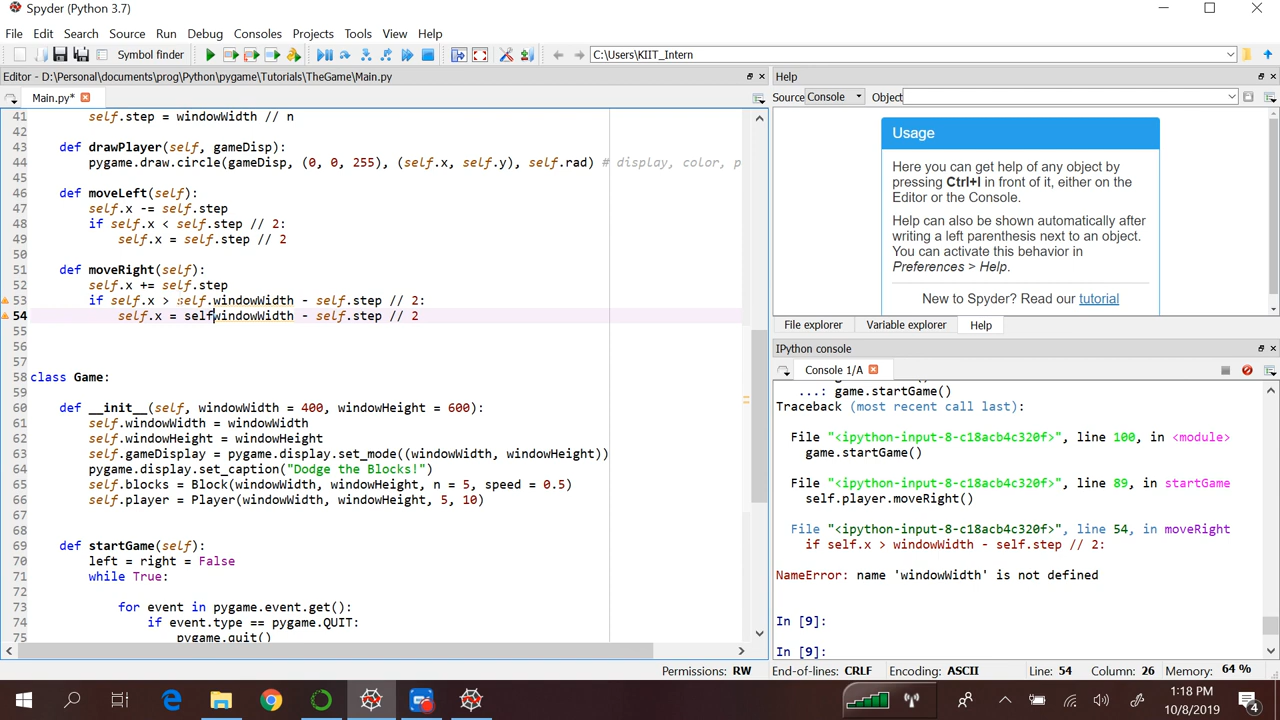 Spyder (Python 3.7)
File Edit Search Source Run Debug Consoles Projects Tools View Help
Symbol finder C:\Users\KIIT_Intern
Editor - D:\Personal\documents\prog\Python\pygame\Tutorials\TheGame\Main.py
Main.py*
41 self.step = windowWidth // n
42
43 def drawPlayer(self, gameDisp):
44 pygame.draw.circle(gameDisp, (0, 0, 255), (self.x, self.y), self.rad) # display, color, p
45
46 def moveLeft(self):
47 self.x -= self.step
48 if self.x < self.step // 2:
49 self.x = self.step // 2
50
51 def moveRight(self):
52 self.x += self.step
53 if self.x > self.windowWidth - self.step // 2:
54 self.x = selfwindowWidth - self.step // 2
55
56
57
58 class Game:
59
60 def __init__(self, windowWidth = 400, windowHeight = 600):
61 self.windowWidth = windowWidth
62 self.windowHeight = windowHeight
63 self.gameDisplay = pygame.display.set_mode((windowWidth, windowHeight))
64 pygame.display.set_caption("Dodge the Blocks!")
65 self.blocks = Block(windowWidth, windowHeight, n = 5, speed = 0.5)
66 self.player = Player(windowWidth, windowHeight, 5, 10)
67
68
69 def startGame(self):
70 left = right = False
71 while True:
72
73 for event in pygame.event.get():
74 if event.type == pygame.QUIT:
75 pygame.quit()
Help
Source Console Object
Usage
Here you can get help of any object by
pressing Ctrl+I in front of it, either on the
Editor or the Console.
Help can also be shown automatically after
writing a left parenthesis next to an object.
You can activate this behavior in
Preferences > Help.
New to Spyder? Read our tutorial
File explorer Variable explorer Help
IPython console
Console 1/A
...: game.startGame()
Traceback (most recent call last):
File "<ipython-input-8-c18acb4c320f>", line 100, in <module>
game.startGame()
File "<ipython-input-8-c18acb4c320f>", line 83, in startGame
self.player.moveRight()
File "<ipython-input-8-c18acb4c320f>", line 54, in moveRight
if self.x > windowWidth - self.step // 2:
NameError: name 'windowWidth' is not defined
In [9]:
In [9]:
Permissions: RW End-of-lines: CRLF Encoding: ASCII Line: 54 Column: 26 Memory: 64 %
1:18 PM
10/8/2019
4